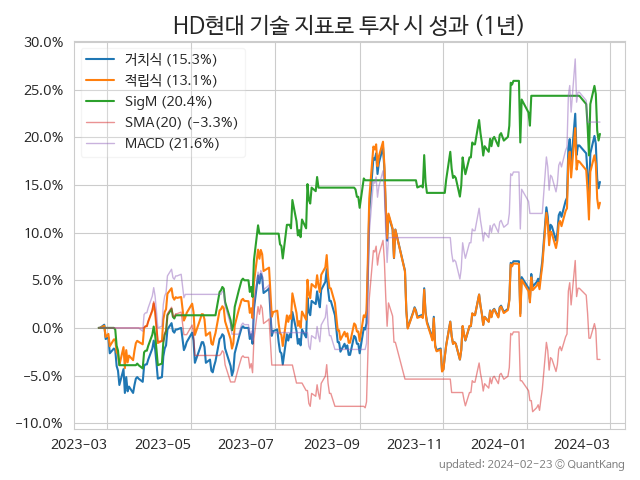 HD현대 기술 지표로 투자 시 성과 (1년)
30.0%
25.0%
20.0%
15.0%
10.0%
5.0%
0.0%
−5.0%
−10.0%
거치식 (15.3%)
적립식 (13.1%)
SigM (20.4%)
SMA(20) (−3.3%)
MACD (21.6%)
2023-03 2023-05 2023-07 2023-09 2023-11 2024-01 2024-03
updated: 2024-02-23 ⓒ QuantKang